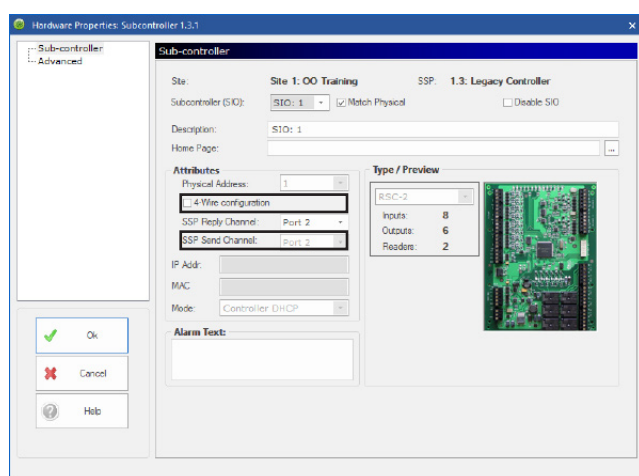 Hardware Properties: Subcontroller 1.3.1
Sub-controller
Advanced
Sub-controller
Site: Site 1: OO Training SSP: 1.3: Legacy Controller
Subcontroller (SIO): SIO: 1 Match Physical Disable SIO
Description: SIO: 1
Home Page: ...
Attributes
Physical Address: 1
4-Wire configuration
SSP Reply Channel: Port 2
SSP Send Channel: Port 2
IP Addr:
MAC
Mode: Controller DHCP
Alarm Text:
Type / Preview
RSC-2
Inputs: 8
Outputs: 6
Readers: 2
Ok
Cancel
Help